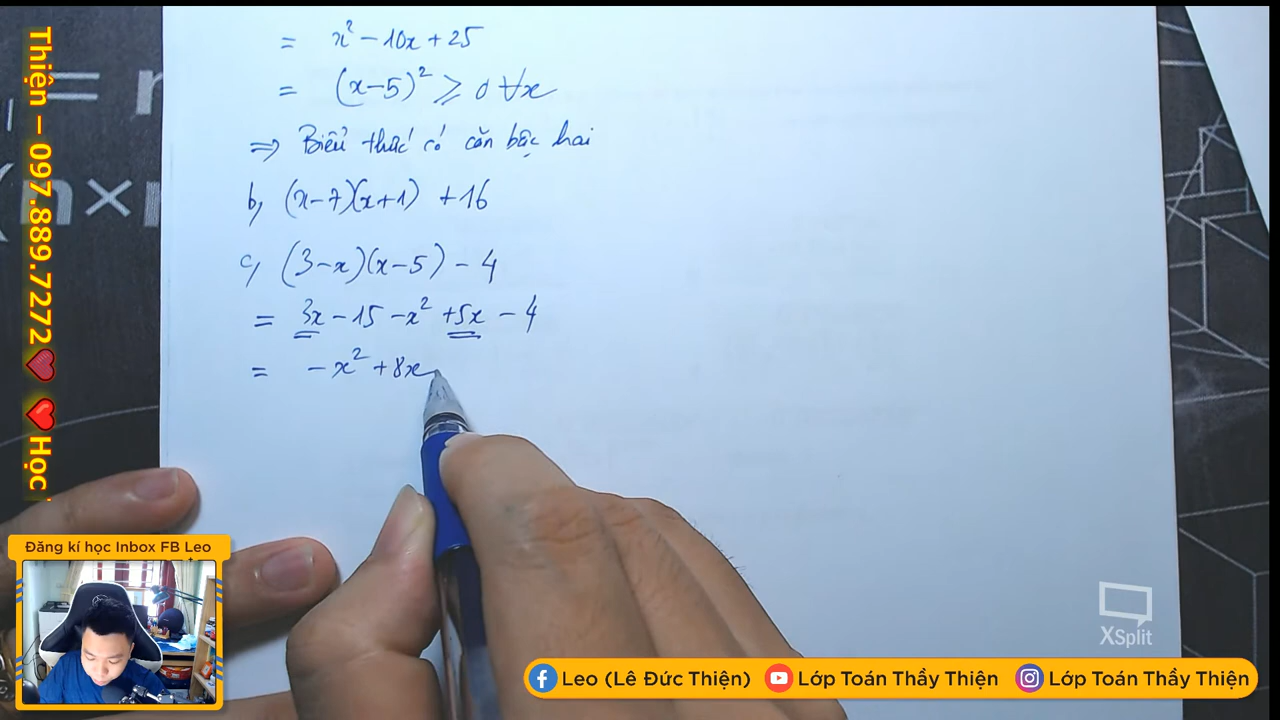 = x² − 10x + 25
= (x−5)² ⩾ 0 ∀x
⇒ Biểu thức có căn bậc hai
b, (x−7)(x+1) +16
c, (3−x)(x−5) − 4
= 3x − 15 − x² +5x − 4
= − x² + 8x
Thiện – 097.889.7272❤ ❤Học
Đăng kí học Inbox FB Leo
XSplit
Leo (Lê Đức Thiện) Lớp Toán Thầy Thiện Lớp Toán Thầy Thiện